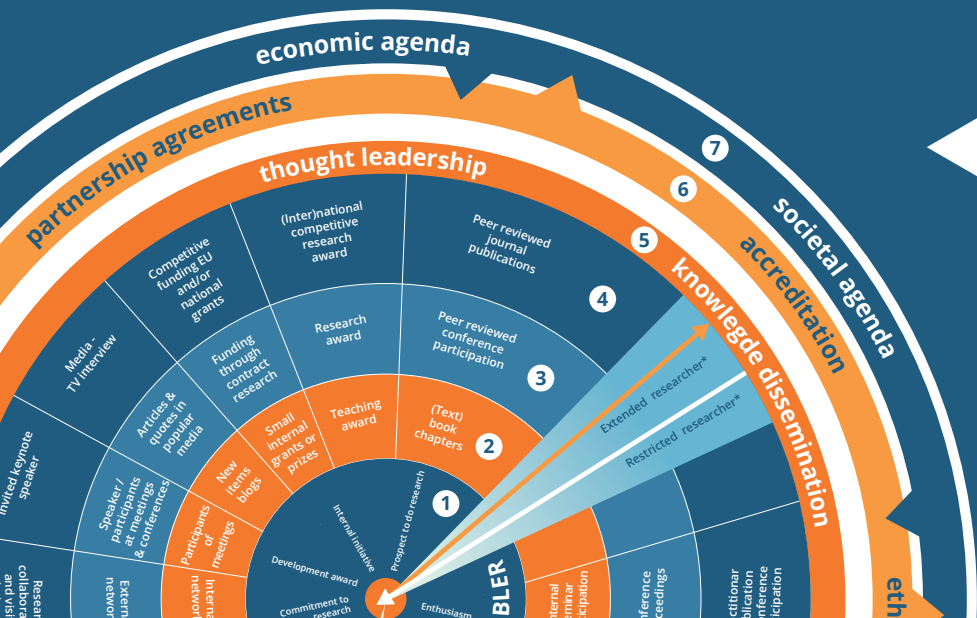 economic agenda
societal agenda
partnership agreements
accreditation
eth
thought leadership
knowlegde dissemination
7
6
5
4
3
2
1
(Inter)national
competitive
research
award
Peer reviewed
journal
publications
Competitive
funding EU
and/or
national
grants
Media -
TV interview
invited keynote
speaker
Research
and
Research
award
Peer reviewed
conference
participation
Funding
through
contract
research
Articles &
quotes in
popular
media
Speaker /
participants
at meetings
& conferences
Teaching
award
(Text)
book
chapters
Small
internal
grants or
prizes
New
items
blogs
Participants
of
meetings
Extended researcher*
Restricted researcher*
Internal initiative
Prospect to do research
Development award
Commitment to
research
Enthusiasm
BLER